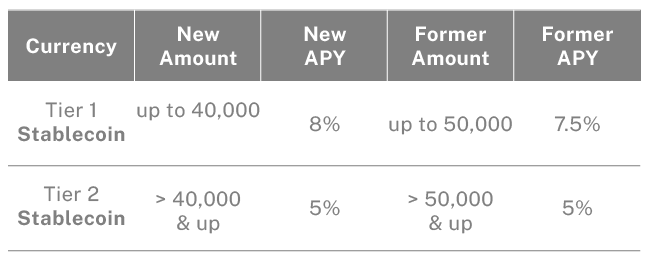 Currency
New Amount
New APY
Former Amount
Former APY
Tier 1
Stablecoin
up to 40,000
8%
up to 50,000
7.5%
Tier 2
Stablecoin
> 40,000
& up
5%
> 50,000
& up
5%